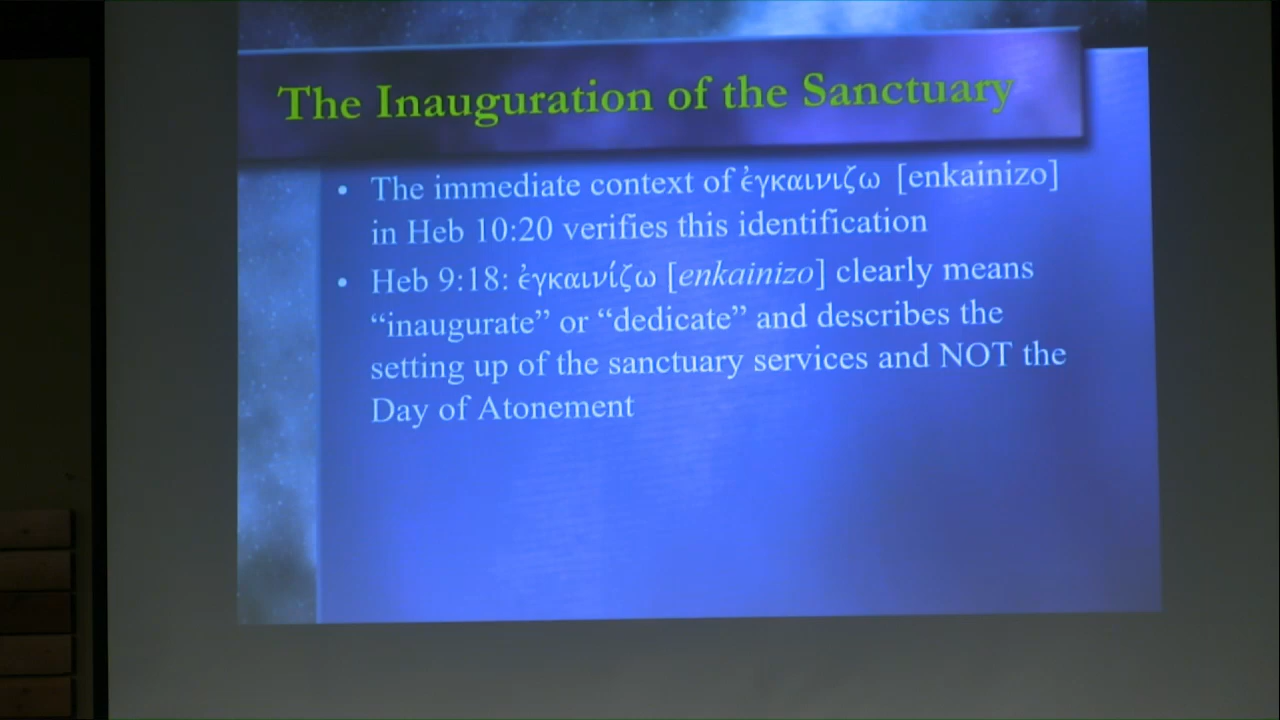 The Inauguration of the Sanctuary
• The immediate context of ἐγκαινιζω [enkainizo]
in Heb 10:20 verifies this identification
• Heb 9:18: ἐγκαινίζω [enkainizo] clearly means
“inaugurate” or “dedicate” and describes the
setting up of the sanctuary services and NOT the
Day of Atonement